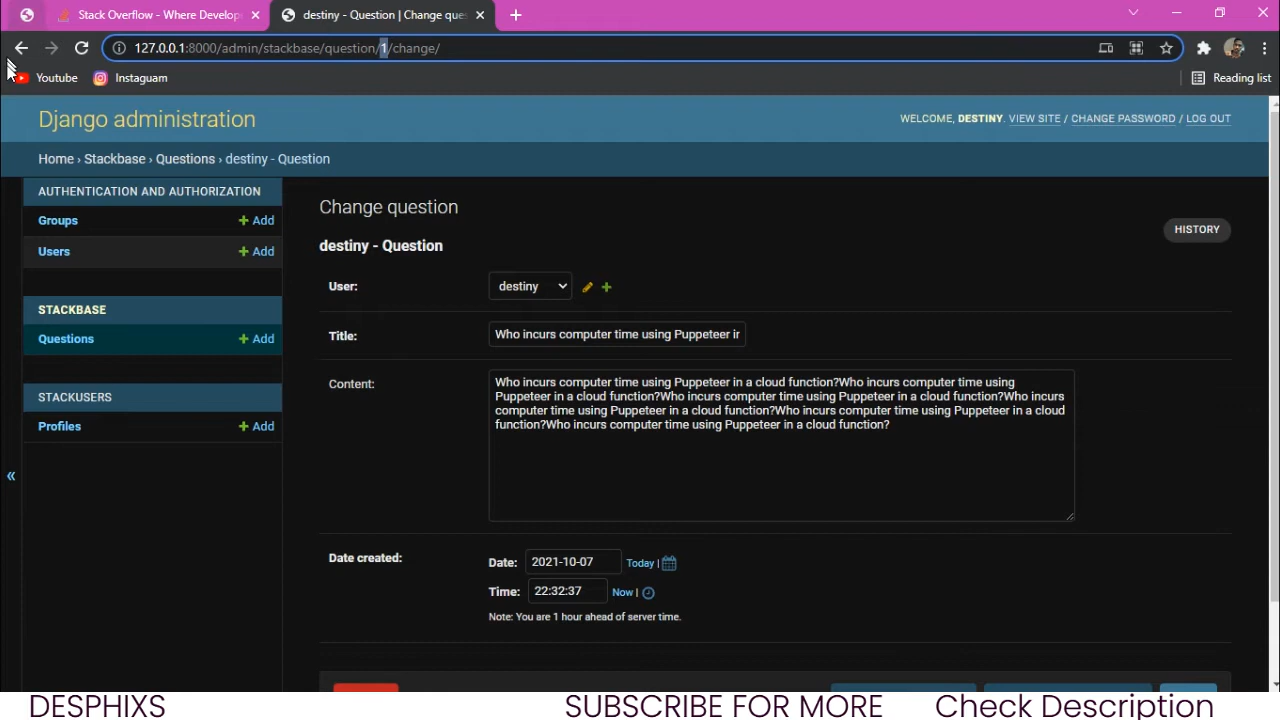 Stack Overflow - Where Develop
destiny - Question | Change que
127.0.0.1:8000/admin/stackbase/question/1/change/
Youtube
Instaguam
Reading list
Django administration
WELCOME, DESTINY. VIEW SITE / CHANGE PASSWORD / LOG OUT
Home › Stackbase › Questions › destiny - Question
AUTHENTICATION AND AUTHORIZATION
Groups
+ Add
Users
+ Add
STACKBASE
Questions
+ Add
STACKUSERS
Profiles
+ Add
«
Change question
HISTORY
destiny - Question
User:
destiny
Title:
Who incurs computer time using Puppeteer ir
Content:
Who incurs computer time using Puppeteer in a cloud function?Who incurs computer time using
Puppeteer in a cloud function?Who incurs computer time using Puppeteer in a cloud function?Who incurs
computer time using Puppeteer in a cloud function?Who incurs computer time using Puppeteer in a cloud
function?Who incurs computer time using Puppeteer in a cloud function?
Date created:
Date:
2021-10-07
Today |
Time:
22:32:37
Now |
Note: You are 1 hour ahead of server time.
DESPHIXS
SUBSCRIBE FOR MORE
Check Description